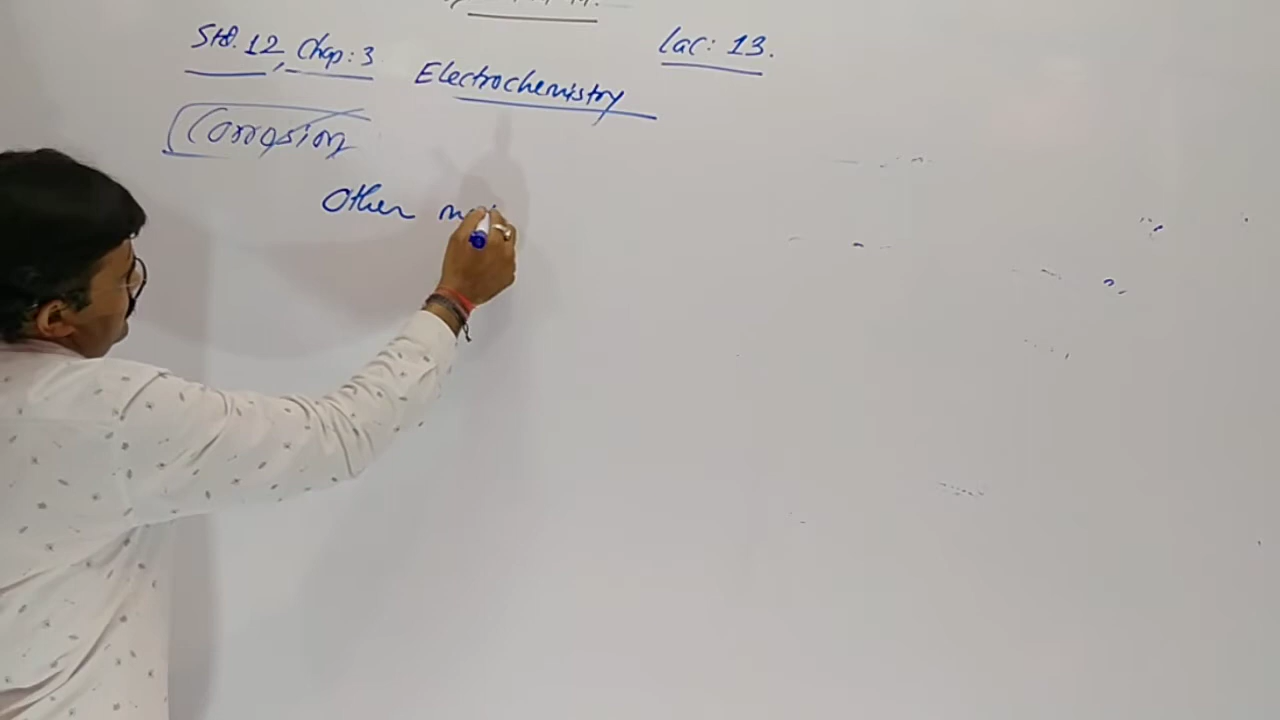 Std. 12, Chap: 3
Lec: 13.
Electrochemistry
Corrosion
Other